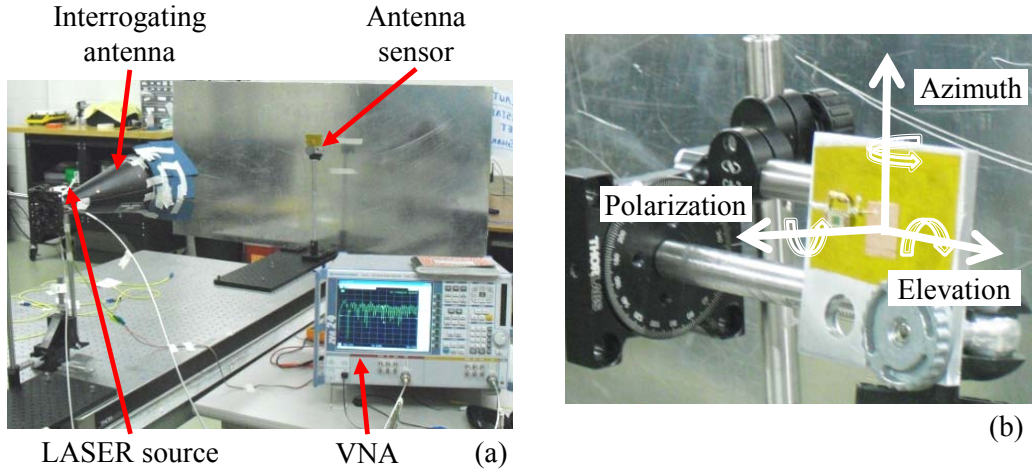 Interrogating
antenna
Antenna
sensor
LASER source
VNA
(a)
Azimuth
Polarization
Elevation
THORLABS
(b)